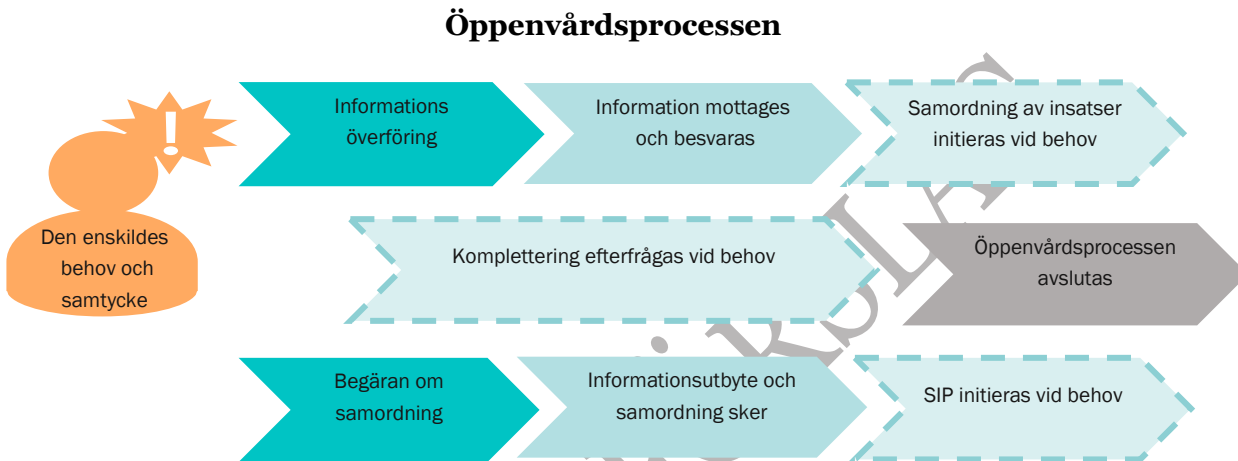 Öppenvårdsprocessen
Informations
överföring
Information mottages
och besvaras
Samordning av insatser
initieras vid behov
!
Den enskildes
behov och
samtycke
Komplettering efterfrågas vid behov
Öppenvårdsprocessen
avslutas
Begäran om
samordning
Informationsutbyte och
samordning sker
SIP initieras vid behov